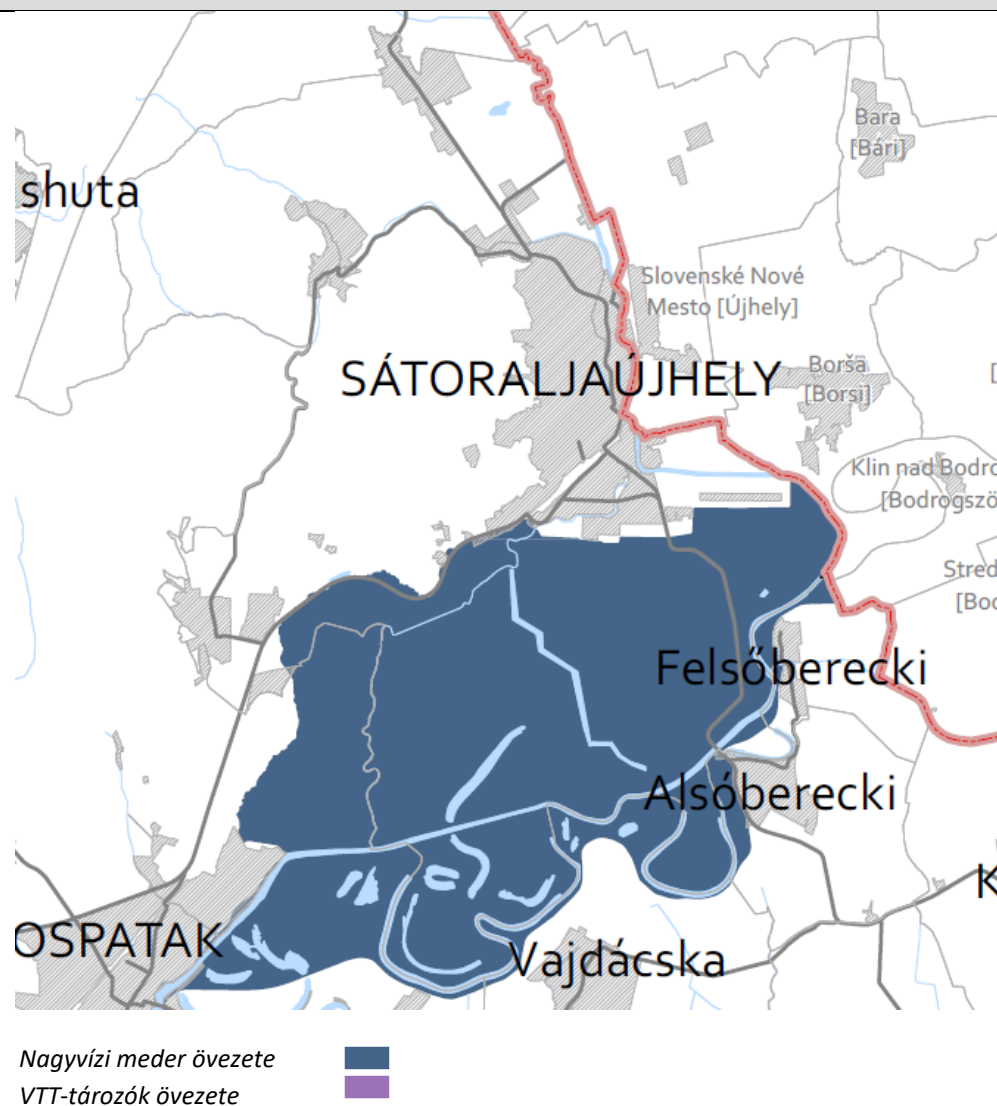 Bara
[Bári]
shuta
Slovenské Nové
Mesto [Újhely]
SÁTORALJAÚJHELY
Borša
[Borsi]
[
Klin nad Bodro
[Bodrogszö
Stred
[Bod
Felsőberecki
Alsóberecki
K
OSPATAK
Vajdácska
Nagyvízi meder övezete
VTT-tározók övezete